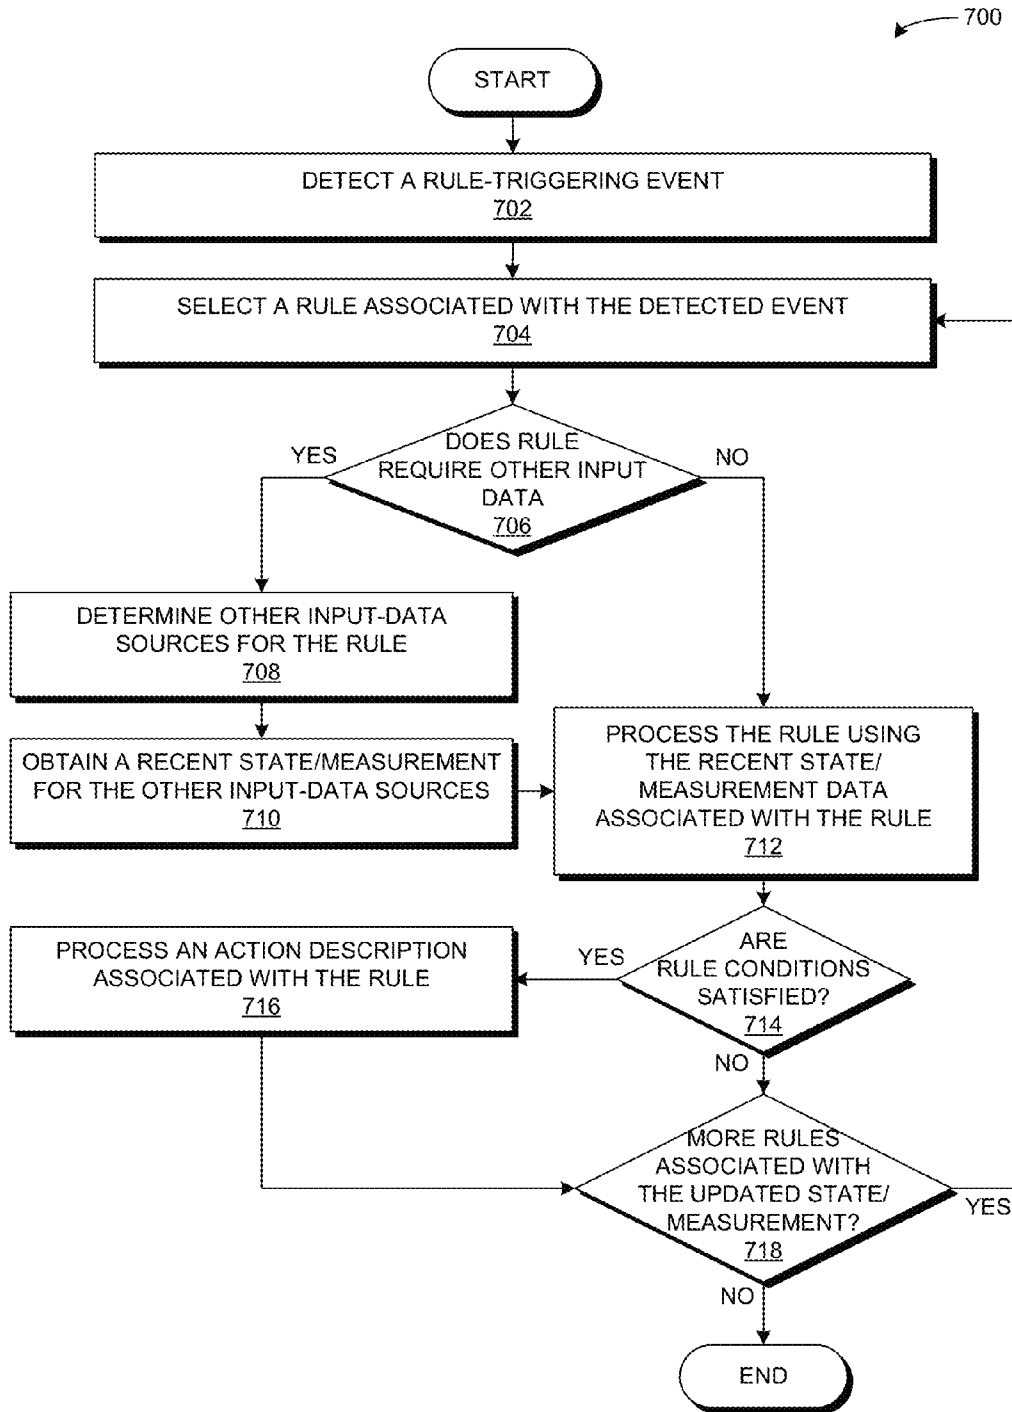 700
START
DETECT A RULE-TRIGGERING EVENT
702
SELECT A RULE ASSOCIATED WITH THE DETECTED EVENT
704
DOES RULE
REQUIRE OTHER INPUT
DATA
706
YES
NO
DETERMINE OTHER INPUT-DATA
SOURCES FOR THE RULE
708
OBTAIN A RECENT STATE/MEASUREMENT
FOR THE OTHER INPUT-DATA SOURCES
710
PROCESS THE RULE USING
THE RECENT STATE/
MEASUREMENT DATA
ASSOCIATED WITH THE RULE
712
ARE
RULE CONDITIONS
SATISFIED?
714
YES
NO
PROCESS AN ACTION DESCRIPTION
ASSOCIATED WITH THE RULE
716
MORE RULES
ASSOCIATED WITH
THE UPDATED STATE/
MEASUREMENT?
718
YES
NO
END